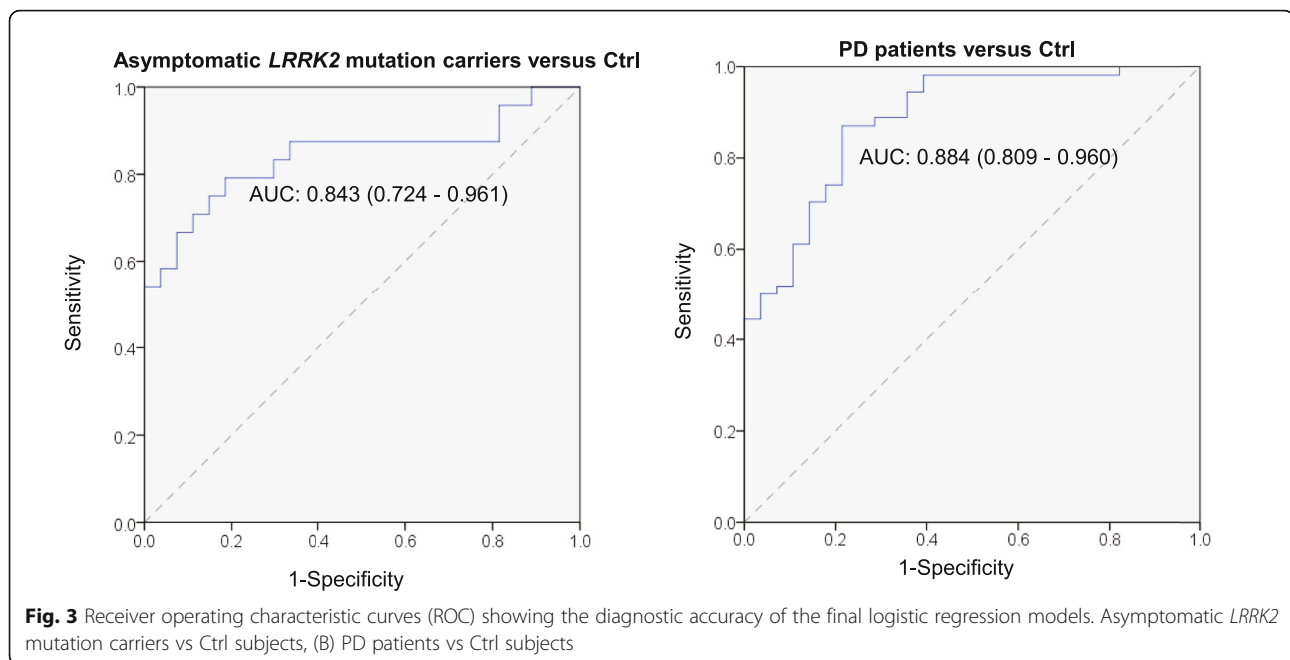 Asymptomatic LRRK2 mutation carriers versus Ctrl
1.0
0.8
0.6
0.4
0.2
0.0
0.0 0.2 0.4 0.6 0.8 1.0
Sensitivity
1-Specificity
AUC: 0.843 (0.724 - 0.961)
PD patients versus Ctrl
1.0
0.8
0.6
0.4
0.2
0.0
0.0 0.2 0.4 0.6 0.8 1.0
Sensitivity
1-Specificity
AUC: 0.884 (0.809 - 0.960)
Fig. 3 Receiver operating characteristic curves (ROC) showing the diagnostic accuracy of the final logistic regression models. Asymptomatic LRRK2
mutation carriers vs Ctrl subjects, (B) PD patients vs Ctrl subjects